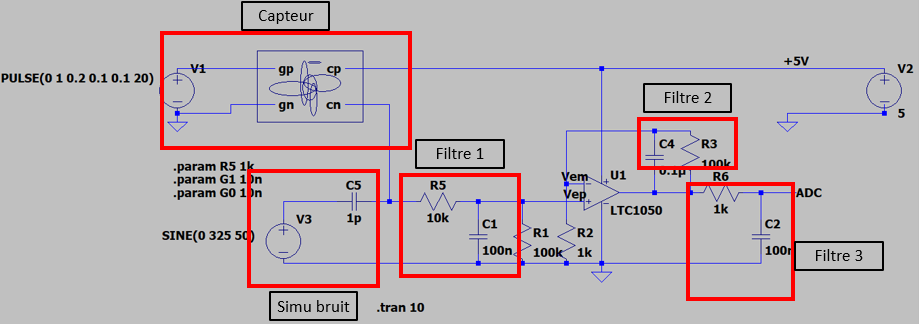 Capteur
PULSE(0 1 0.2 0.1 0.1 20)
V1
gp
cp
gn
cn
+5V
V2
5
Filtre 2
C4
R3
100k
0.1µ
.param R5 1k
.param G1 10n
.param G0 10n
Filtre 1
C5
1p
V3
SINE(0 325 50)
R5
10k
C1
100n
R1
100k
R2
1k
Vem
Vep
U1
LTC1050
R6
1k
ADC
C2
100n
Filtre 3
Simu bruit
.tran 10